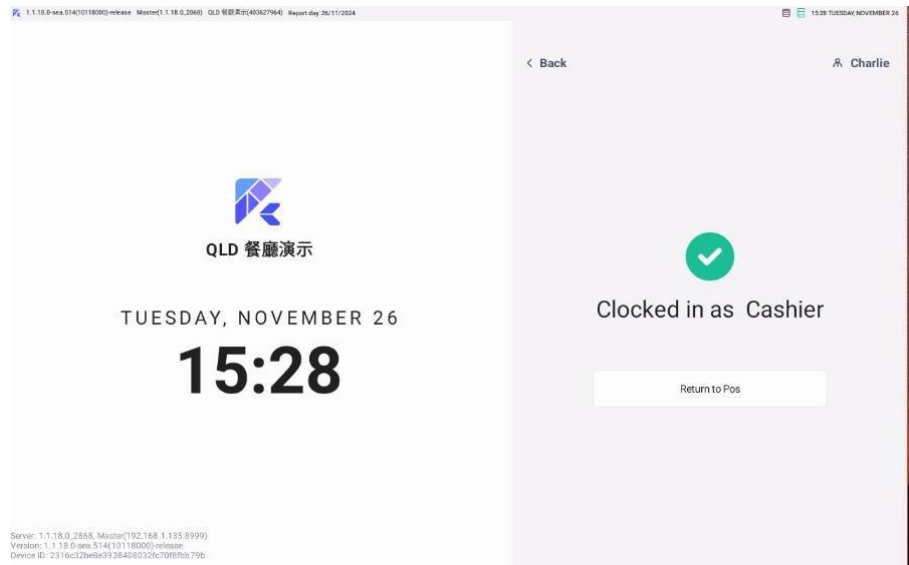 1.1.18.0-sea.514(10118000)-release Master(1.1.18.0_2868) QLD 餐廳演示(403627964) Report day: 26/11/2024
15:28 TUESDAY, NOVEMBER 26
Back
Charlie
QLD 餐廳演示
TUESDAY, NOVEMBER 26
15:28
Clocked in as Cashier
Return to Pos
Server: 1.1.18.0_2868, Master(192.168.1.135:8999)
Version: 1.1.18.0-sea.514(10118000)-release
Device ID: